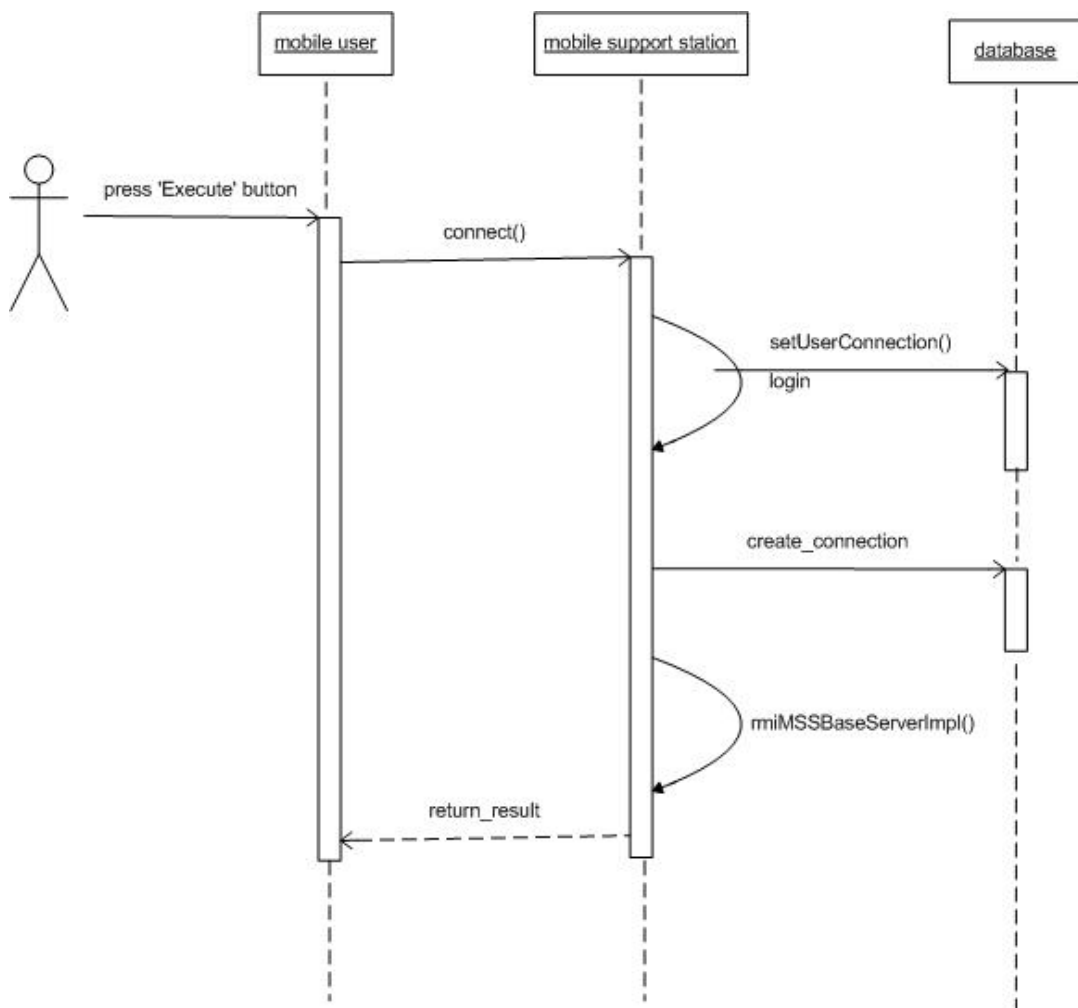 mobile user
mobile support station
database
press 'Execute' button
connect()
setUserConnection()
login
create_connection
rmiMSSBaseServerImpl()
return_result